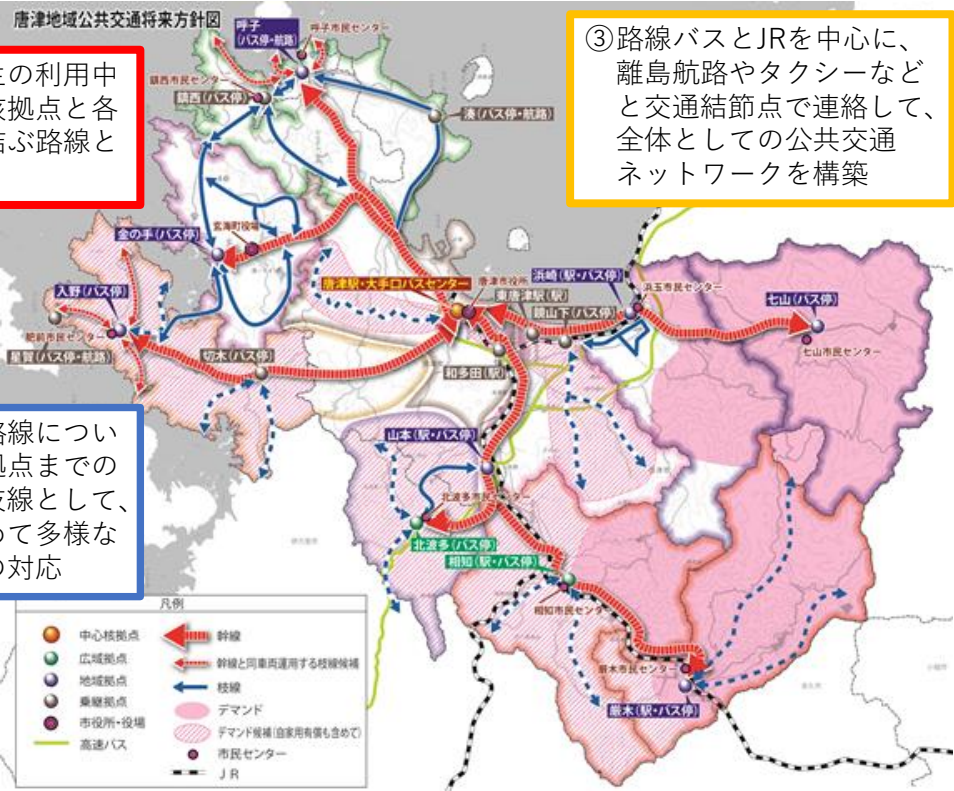 唐津地域公共交通将来方針図
生の利用中
核拠点と各
結ぶ路線と
③路線バスとJRを中心に、
離島航路やタクシーなど
と交通結節点で連絡して、
全体としての公共交通
ネットワークを構築
呼子
(バス停・航路)
呼子市民センター
鎮西市民センター
鎮西(バス停)
湊(バス停・航路)
玄海町役場
金の手(バス停)
入野(バス停)
肥前市民センター
星賀(バス停・航路)
切木(バス停)
唐津駅・大手口バスセンター
唐津市役所
東唐津駅(駅)
鏡山下(バス停)
浜崎(駅・バス停)
浜玉市民センター
七山(バス停)
七山市民センター
和多田(駅)
山本(駅・バス停)
北波多市民センター
北波多(バス停)
相知(駅・バス停)
相知市民センター
厳木市民センター
厳木(駅・バス停)
路線につい
拠点までの
支線として、
めて多様な
の対応
凡例
中心核拠点
広域拠点
地域拠点
乗継拠点
市役所・役場
高速バス
幹線
幹線と同車両運用する枝線候補
枝線
デマンド
デマンド候補(自家用有償も含めて)
市民センター
JR